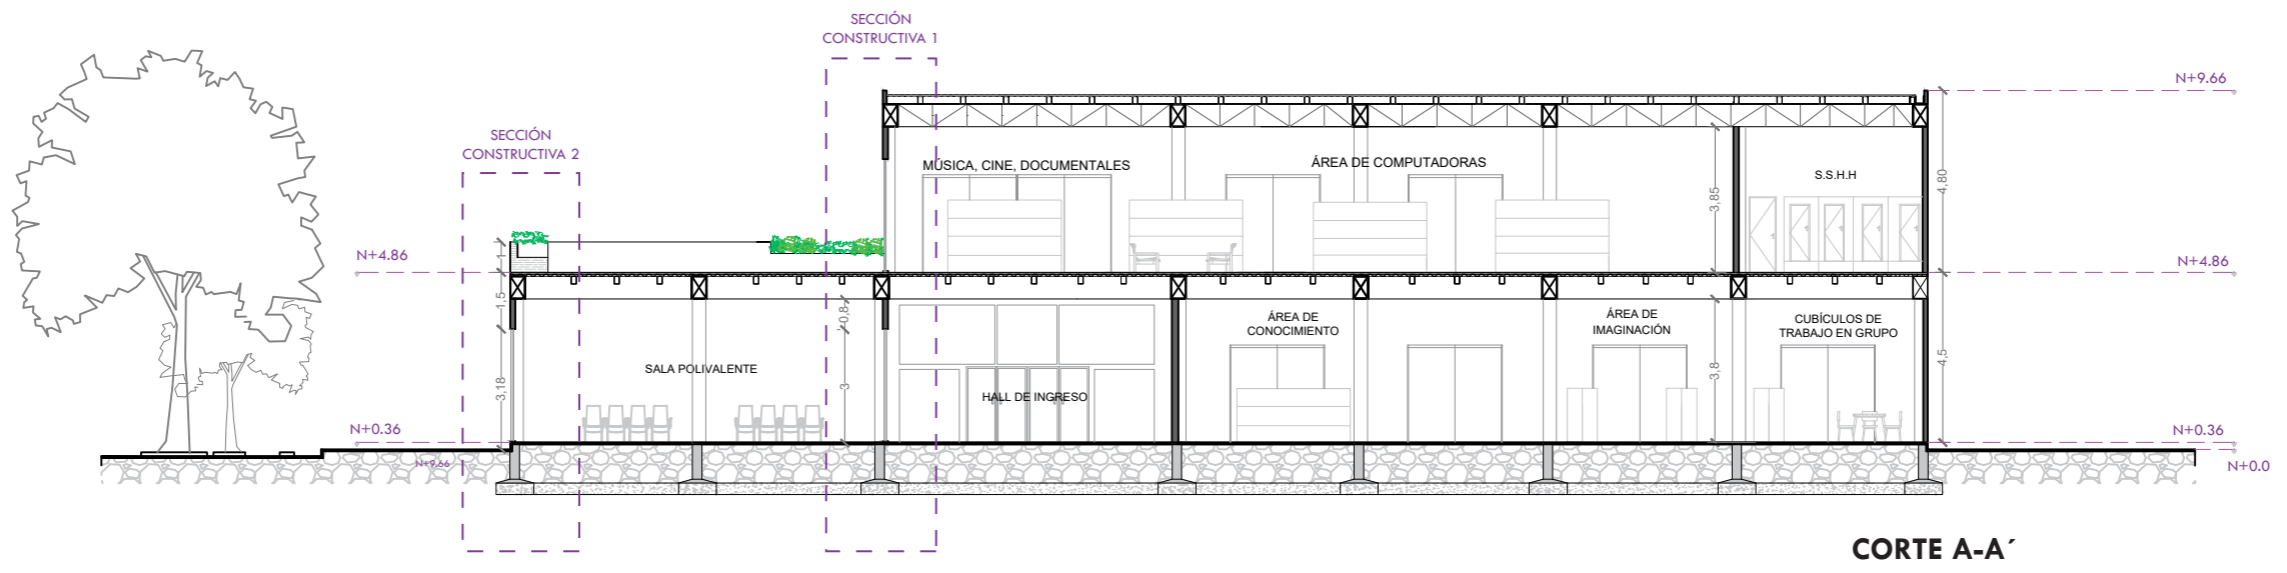 SECCIÓN
CONSTRUCTIVA 1
N+9.66
SECCIÓN
CONSTRUCTIVA 2
MÚSICA, CINE, DOCUMENTALES
ÁREA DE COMPUTADORAS
S.S.H.H
4,80
3,85
1
N+4.86
N+4.86
1,5
0,8
ÁREA DE
CONOCIMIENTO
ÁREA DE
IMAGINACIÓN
CUBÍCULOS DE
TRABAJO EN GRUPO
4,5
SALA POLIVALENTE
3,18
3
3,8
HALL DE INGRESO
N+0.36
N+0.36
N+9.66
N+0.0
CORTE A-A´